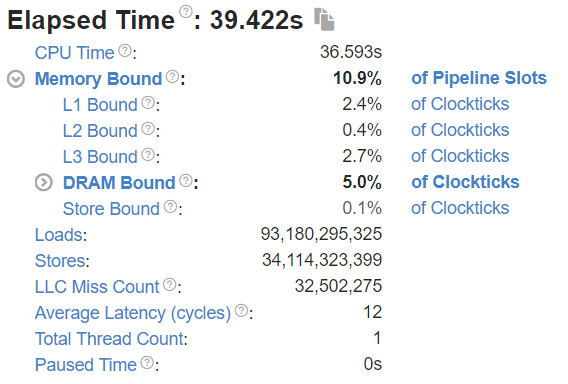 Elapsed Time ?: 39.422s
CPU Time ?: 36.593s
Memory Bound ?: 10.9% of Pipeline Slots
L1 Bound ?: 2.4% of Clockticks
L2 Bound ?: 0.4% of Clockticks
L3 Bound ?: 2.7% of Clockticks
DRAM Bound ?: 5.0% of Clockticks
Store Bound ?: 0.1% of Clockticks
Loads: 93,180,295,325
Stores: 34,114,323,399
LLC Miss Count ?: 32,502,275
Average Latency (cycles) ?: 12
Total Thread Count: 1
Paused Time ?: 0s